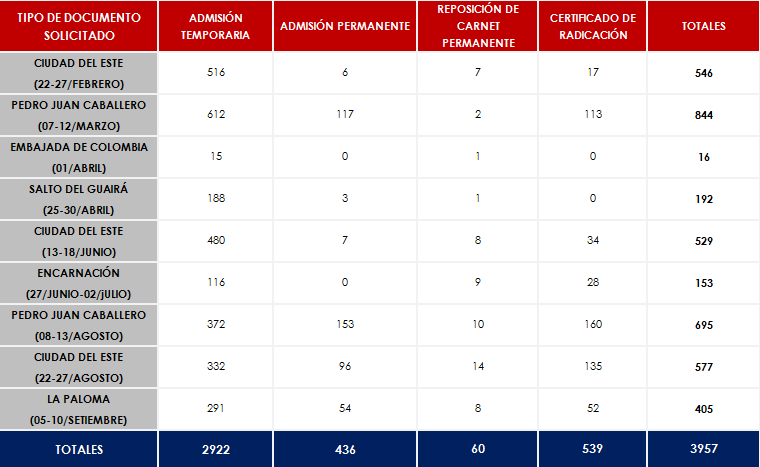 TIPO DE DOCUMENTO SOLICITADO | ADMISIÓN TEMPORARIA | ADMISIÓN PERMANENTE | REPOSICIÓN DE CARNET PERMANENTE | CERTIFICADO DE RADICACIÓN | TOTALES
CIUDAD DEL ESTE (22-27/FEBRERO) | 516 | 6 | 7 | 17 | 546
PEDRO JUAN CABALLERO (07-12/MARZO) | 612 | 117 | 2 | 113 | 844
EMBAJADA DE COLOMBIA (01/ABRIL) | 15 | 0 | 1 | 0 | 16
SALTO DEL GUAIRÁ (25-30/ABRIL) | 188 | 3 | 1 | 0 | 192
CIUDAD DEL ESTE (13-18/JUNIO) | 480 | 7 | 8 | 34 | 529
ENCARNACIÓN (27/JUNIO-02/jULIO) | 116 | 0 | 9 | 28 | 153
PEDRO JUAN CABALLERO (08-13/AGOSTO) | 372 | 153 | 10 | 160 | 695
CIUDAD DEL ESTE (22-27/AGOSTO) | 332 | 96 | 14 | 135 | 577
LA PALOMA (05-10/SETIEMBRE) | 291 | 54 | 8 | 52 | 405
TOTALES | 2922 | 436 | 60 | 539 | 3957